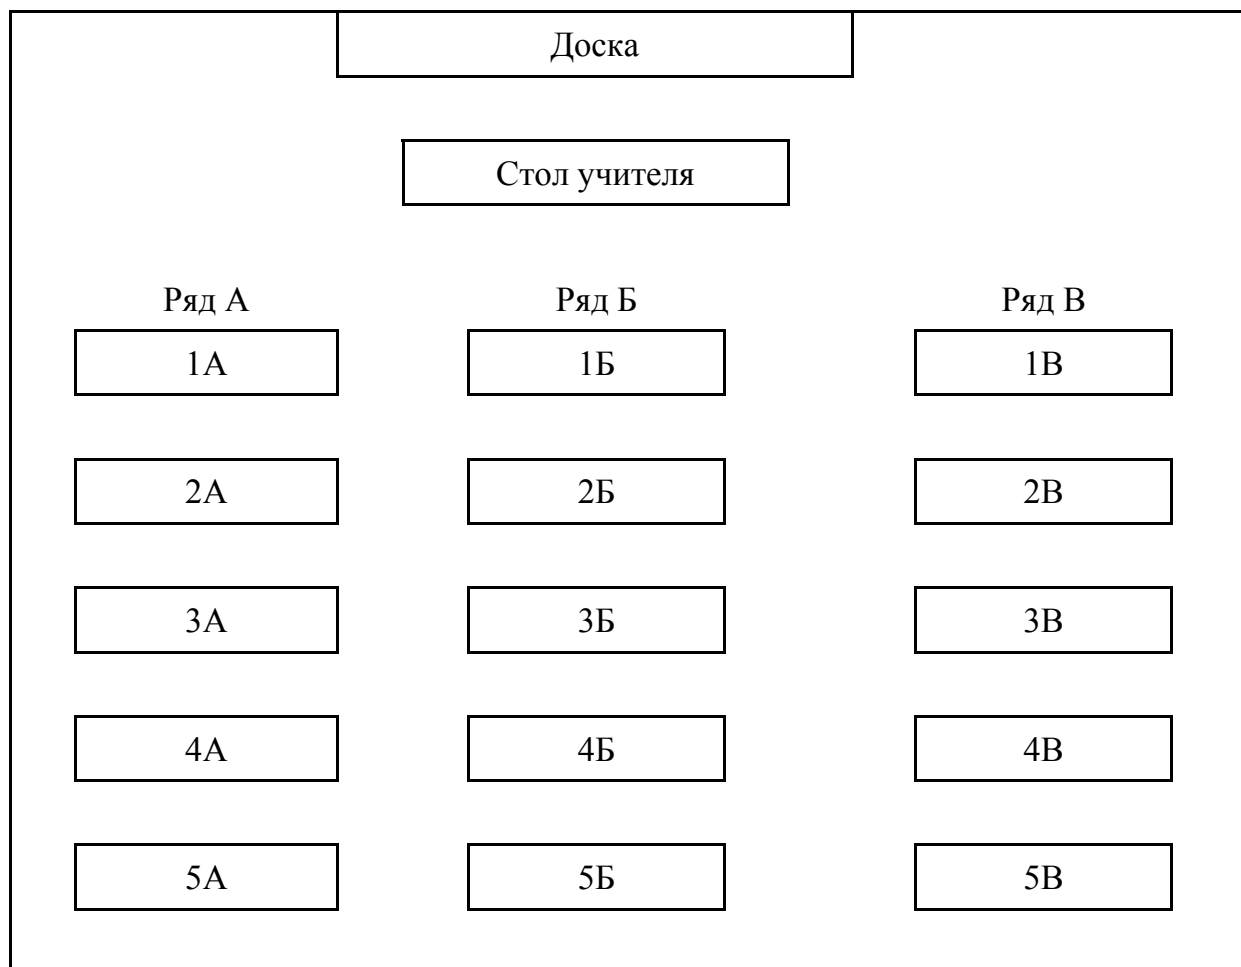 Доска
Стол учителя
Ряд А Ряд Б Ряд В
1А 1Б 1В
2А 2Б 2В
3А 3Б 3В
4А 4Б 4В
5А 5Б 5В